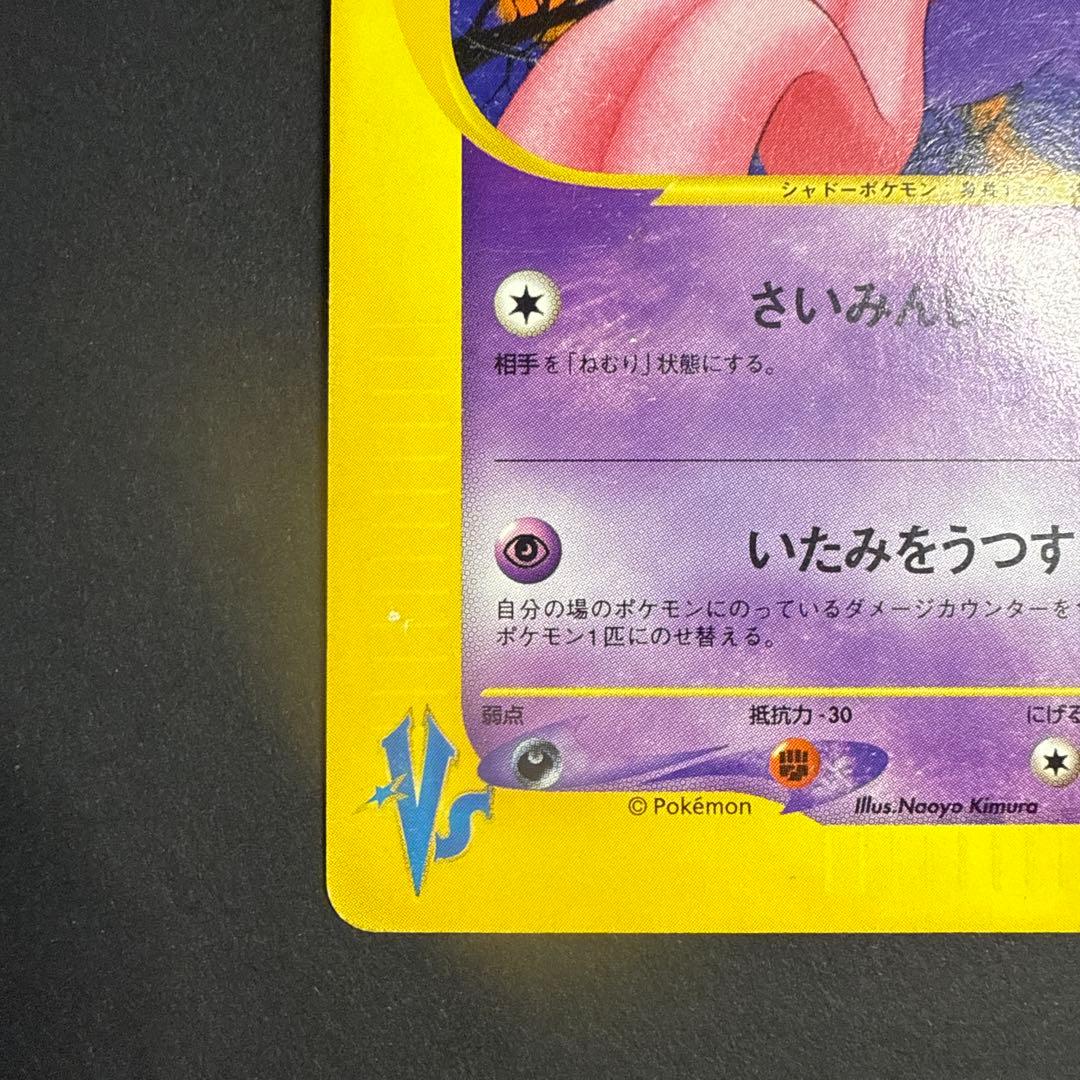 シャドーポケモン
さいみん
相手を「ねむり」状態にする。
いたみをうつす
自分の場のポケモンにのっているダメージカウンターを
ポケモン1匹にのせ替える。
弱点 抵抗力 -30 にげる
VS
© Pokémon Illus.Naoyo Kimura